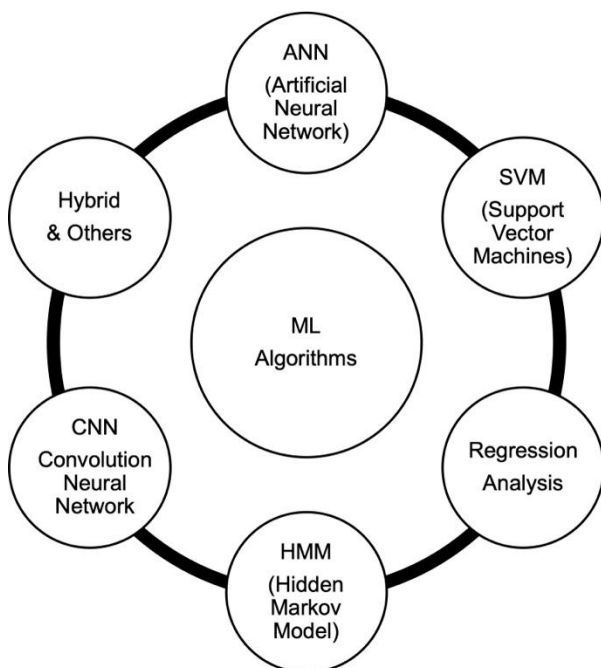 ANN
(Artificial
Neural
Network)
SVM
(Support
Vector
Machines)
Hybrid
& Others
ML
Algorithms
CNN
Convolution
Neural
Network
Regression
Analysis
HMM
(Hidden
Markov
Model)